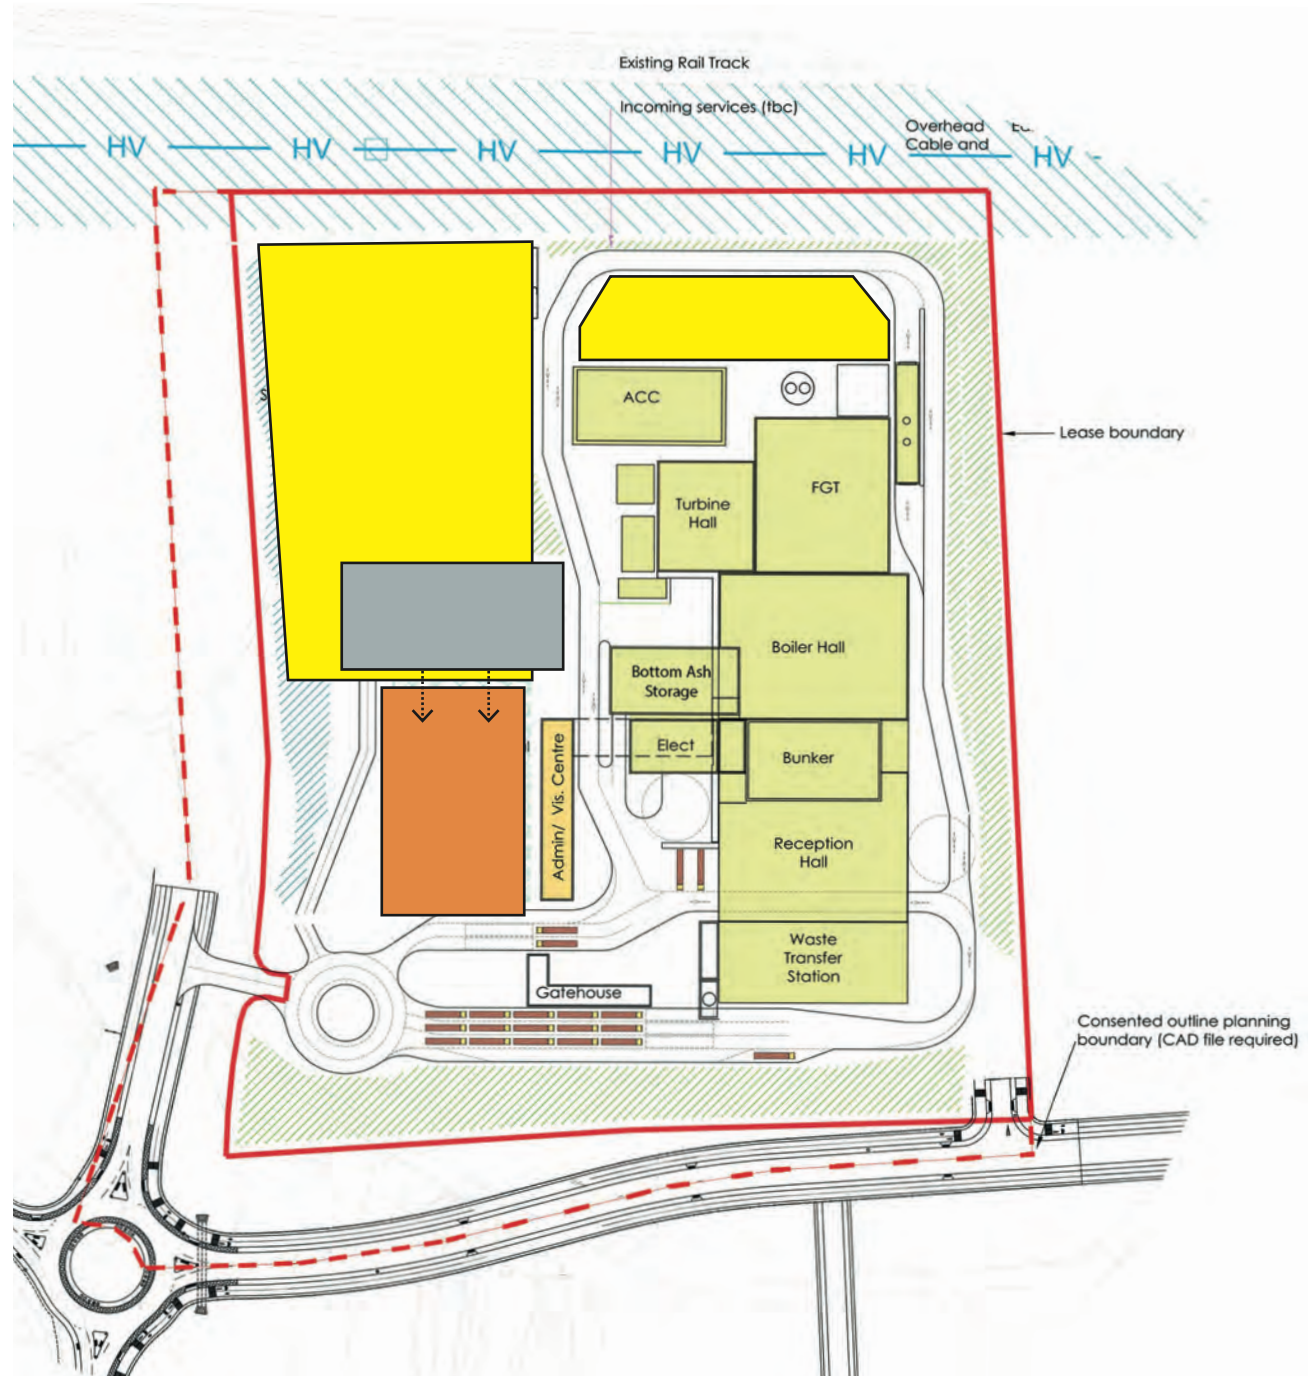 Existing Rail Track
Incoming services (tbc)
Overhead
Cable and
HV HV HV HV HV HV
Lease boundary
ACC
FGT
Turbine
Hall
Boiler Hall
Bottom Ash
Storage
Elect
Bunker
Admin/ Vis. Centre
Reception
Hall
Waste
Transfer
Station
Gatehouse
Consented outline planning
boundary (CAD file required)